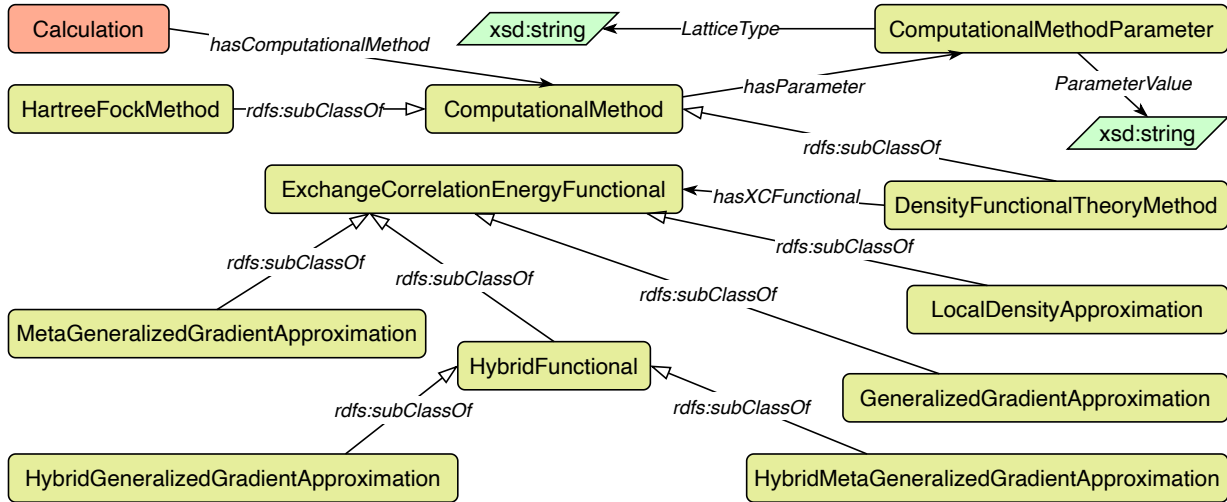 Calculation
hasComputationalMethod
xsd:string
LatticeType
ComputationalMethodParameter
HartreeFockMethod
rdfs:subClassOf
ComputationalMethod
hasParameter
ParameterValue
xsd:string
rdfs:subClassOf
ExchangeCorrelationEnergyFunctional
hasXCFunctional
DensityFunctionalTheoryMethod
rdfs:subClassOf
rdfs:subClassOf
rdfs:subClassOf
rdfs:subClassOf
LocalDensityApproximation
MetaGeneralizedGradientApproximation
HybridFunctional
GeneralizedGradientApproximation
rdfs:subClassOf
rdfs:subClassOf
HybridGeneralizedGradientApproximation
HybridMetaGeneralizedGradientApproximation